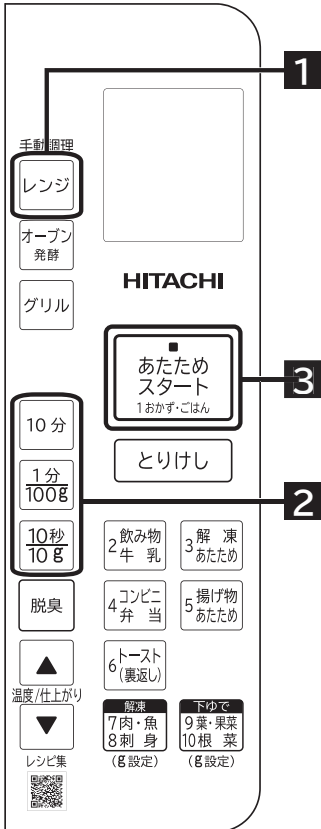 1
手動調理
レンジ
オーブン
発酵
グリル
HITACHI
あたため
スタート
1おかず・ごはん
3
とりけし
10分
1分
100g
10秒
10g
2
2飲み物
牛乳
3解凍
あたため
4コンビニ
弁当
5揚げ物
あたため
6トースト
(裏返し)
脱臭
温度/仕上がり
解凍
7肉・魚
8刺身
(g設定)
下ゆで
9葉・果菜
10根菜
(g設定)
レシピ集